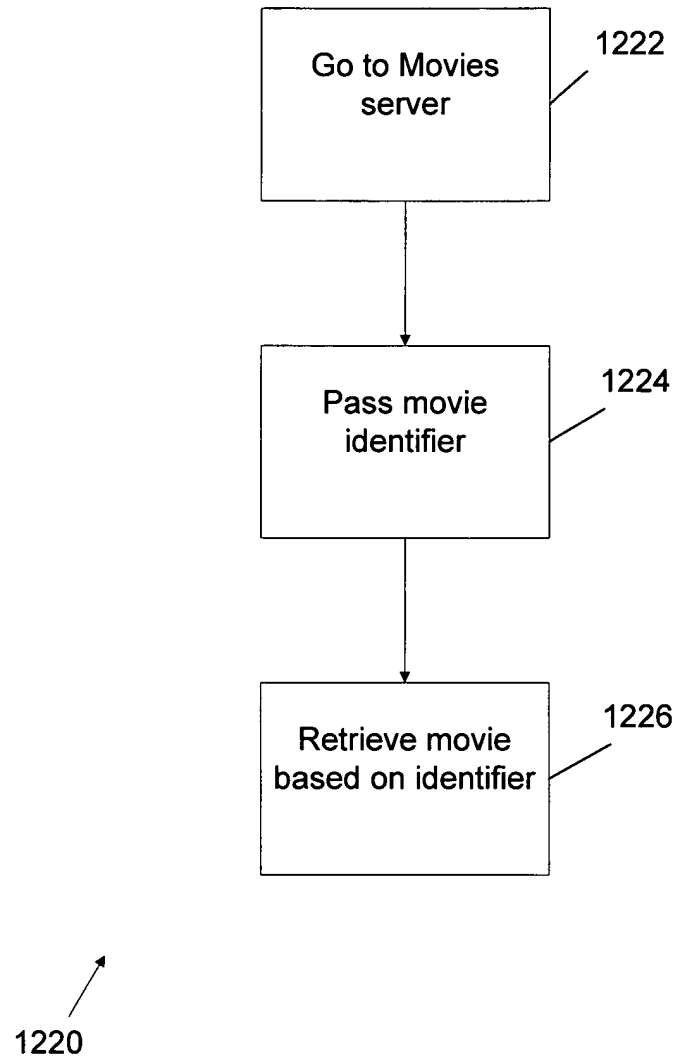 Go to Movies
server
1222
Pass movie
identifier
1224
Retrieve movie
based on identifier
1226
1220